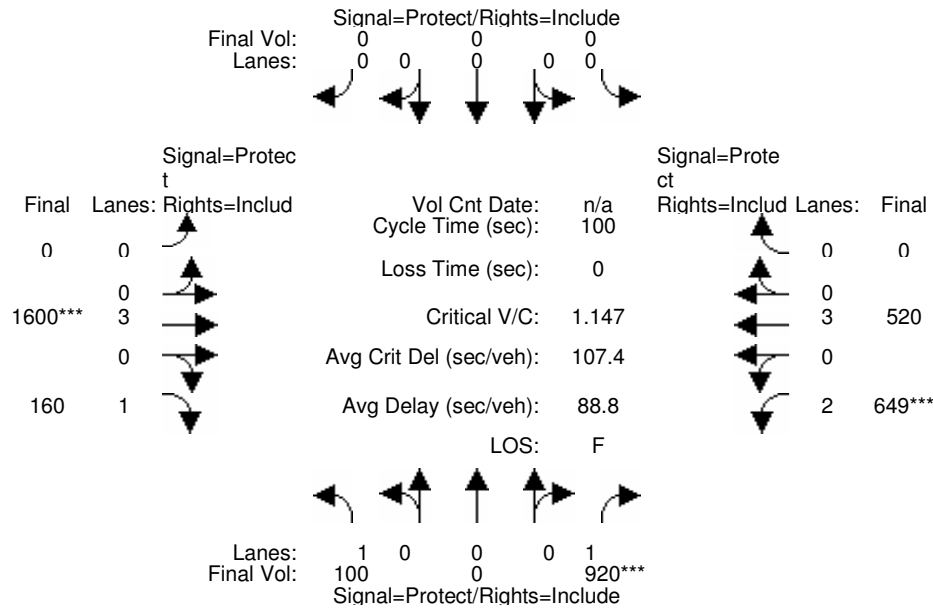 Signal=Protect/Rights=Include
Final Vol: 0 0 0
Lanes: 0 0 0 0 0
Signal=Protec
t
Signal=Prote
ct
Final Lanes: Rights=Includ Vol Cnt Date: n/a Rights=Includ Lanes: Final
Cycle Time (sec): 100
0 0 0 0
Loss Time (sec): 0
0 0
1600*** 3 Critical V/C: 1.147 3 520
0 Avg Crit Del (sec/veh): 107.4 0
160 1 Avg Delay (sec/veh): 88.8 2 649***
LOS: F
Lanes: 1 0 0 0 1
Final Vol: 100 0 920***
Signal=Protect/Rights=Include